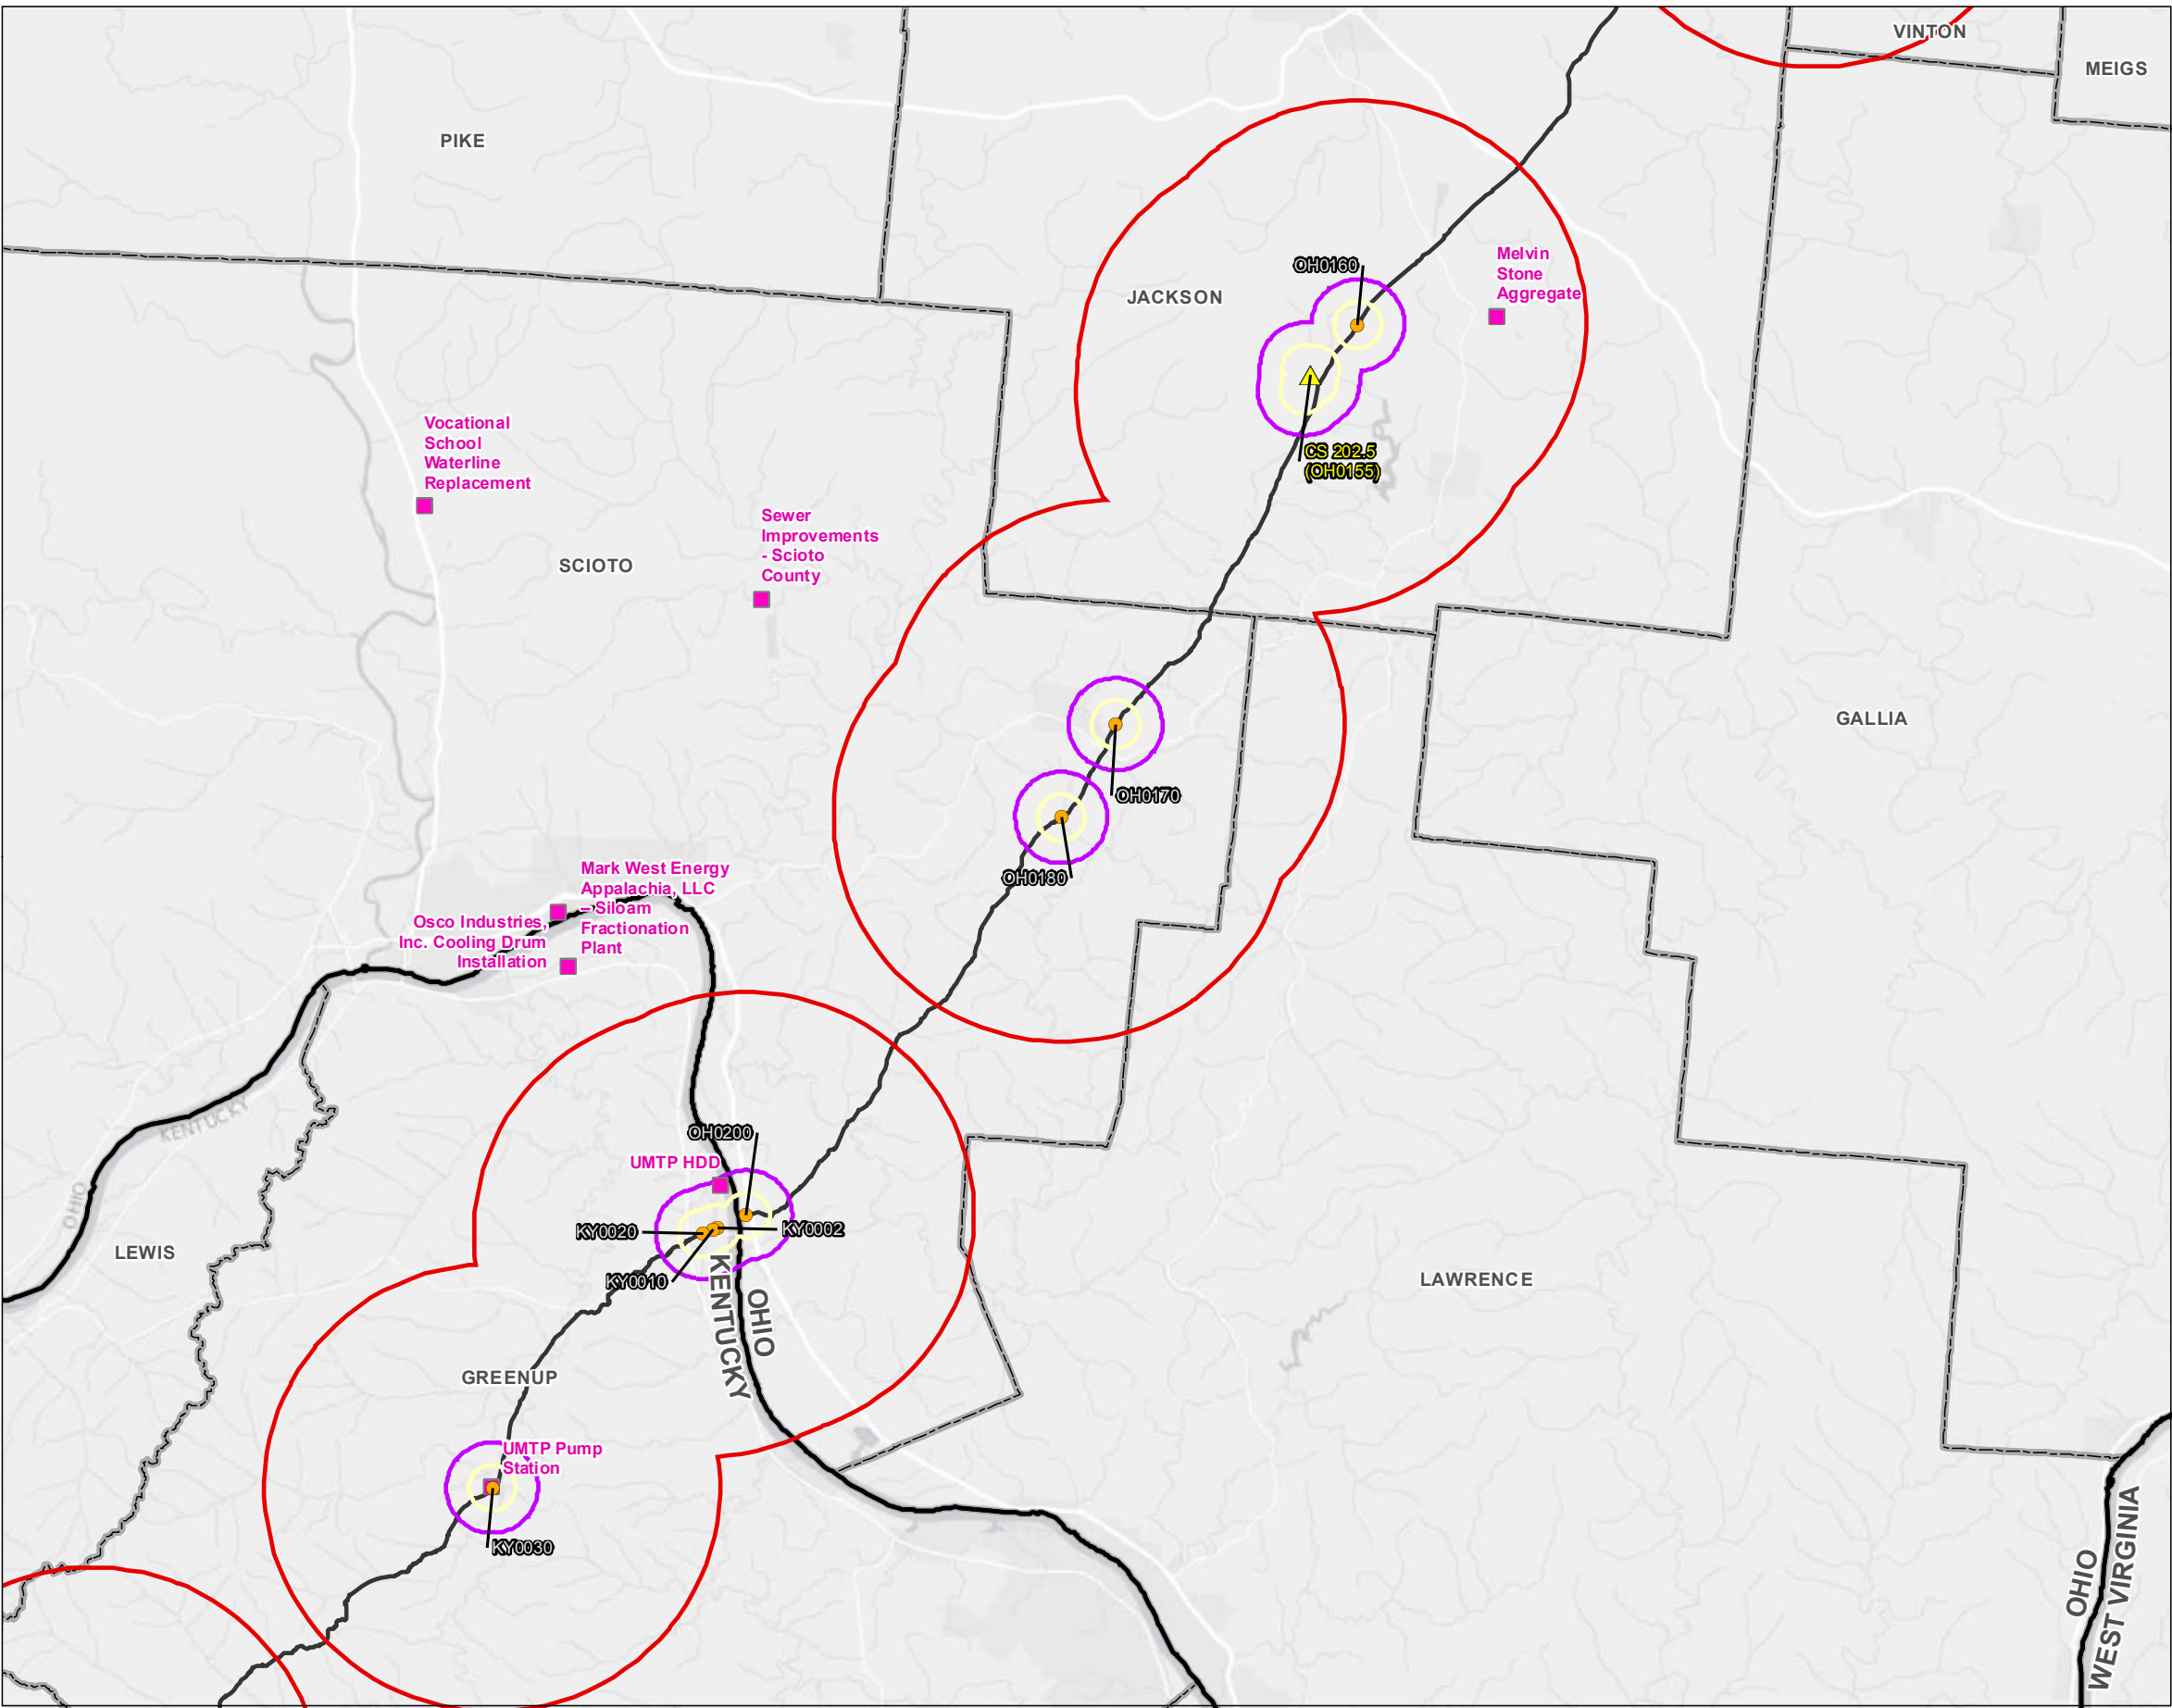 VINTON
MEIGS
PIKE
Melvin
Stone
Aggregate
OH0160
JACKSON
Vocational
School
Waterline
Replacement
CS 202.5
(OH0155)
Sewer
Improvements
- Scioto
County
SCIOTO
GALLIA
OH0170
Mark West Energy
Appalachia, LLC
– Siloam
Fractionation
Plant
OH0180
Osco Industries,
Inc. Cooling Drum
Installation
KENTUCKY
OHIO
OH0200
UMTP HDD
KY0020
KY0002
LEWIS
KY0010
KENTUCKY
OHIO
LAWRENCE
GREENUP
UMTP Pump
Station
KY0030
OHIO
WEST VIRGINIA